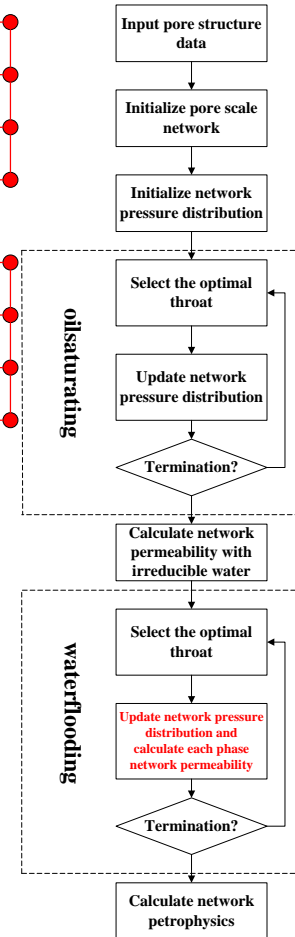 Input pore structure
data
Initialize pore scale
network
Initialize network
pressure distribution
oilsaturating
Select the optimal
throat
Update network
pressure distribution
Termination?
Calculate network
permeability with
irreducible water
waterflooding
Select the optimal
throat
Update network pressure
distribution and
calculate each phase
network permeability
Termination?
Calculate network
petrophysics